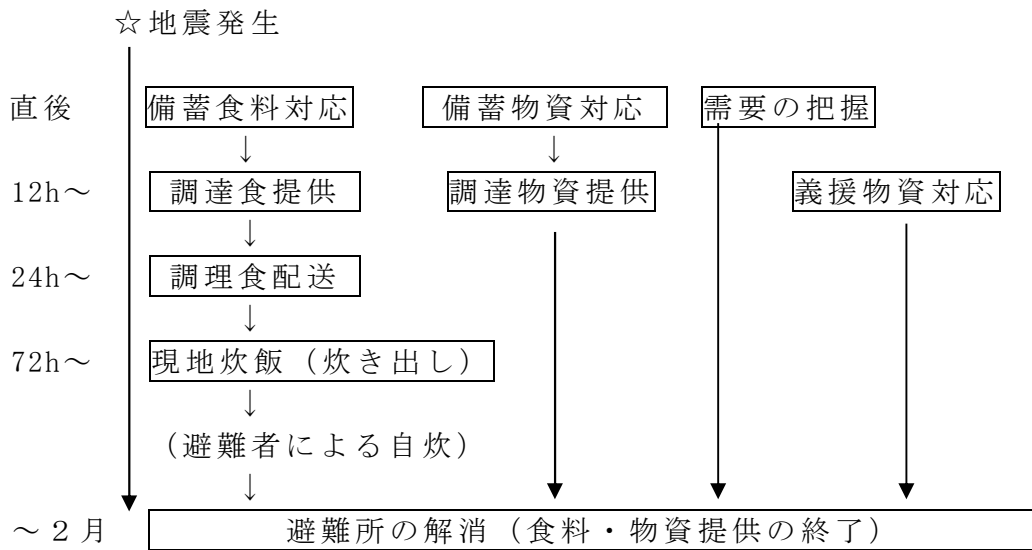 ☆地震発生
直後 備蓄食料対応 備蓄物資対応 需要の把握
↓ ↓
12h～ 調達食提供 調達物資提供 義援物資対応
↓
24h～ 調理食配送
↓
72h～ 現地炊飯（炊き出し）
↓
（避難者による自炊）
↓
～２月 避難所の解消（食料・物資提供の終了）